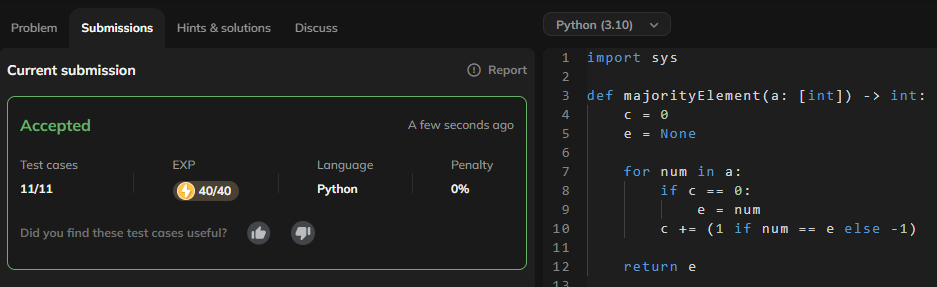 Problem
Submissions
Hints & solutions
Discuss
Current submission
Report
Accepted
A few seconds ago
Test cases
EXP
Language
Penalty
11/11
40/40
Python
0%
Did you find these test cases useful?
Python (3.10)
1 import sys
2
3 def majorityElement(a: [int]) -> int:
4     c = 0
5     e = None
6
7     for num in a:
8         if c == 0:
9             e = num
10         c += (1 if num == e else -1)
11
12     return e
13